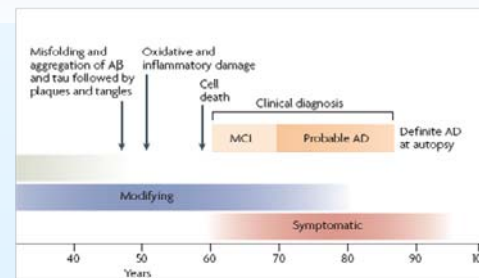 Misfolding and
aggregation of Aβ
and tau followed by
plaques and tangles
Oxidative and
inflammatory damage
Cell
death
Clinical diagnosis
MCI
Probable AD
Definite AD
at autopsy
Modifying
Symptomatic
40 50 60 70 80 90 10
Years